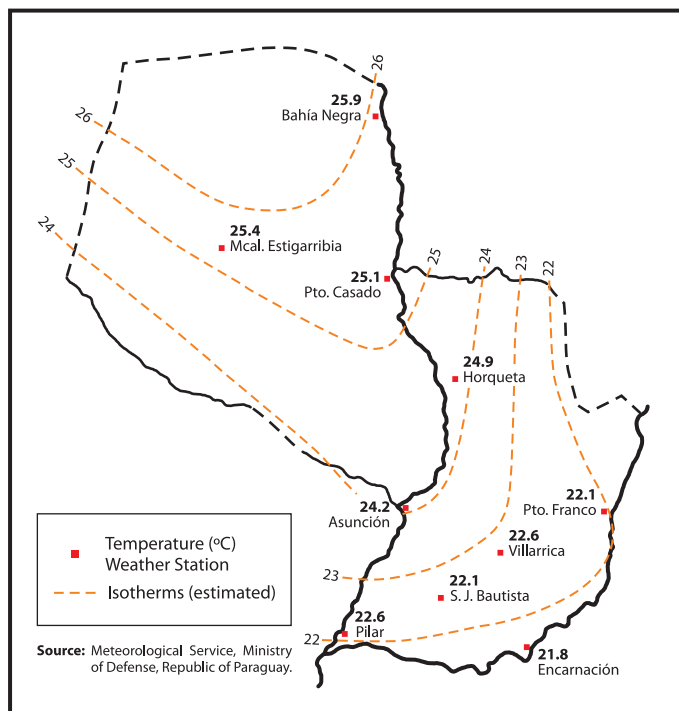 26
25.9
Bahía Negra
26
25
25.4
Mcal. Estigarribia
24
25.1
Pto. Casado
25
24
23
22
24.9
Horqueta
24.2
Asunción
22.1
Pto. Franco
22.6
Villarrica
23
22.1
S. J. Bautista
22.6
Pilar
22
21.8
Encarnación
Temperature (ºC)
Weather Station
Isotherms (estimated)
Source: Meteorological Service, Ministry
of Defense, Republic of Paraguay.